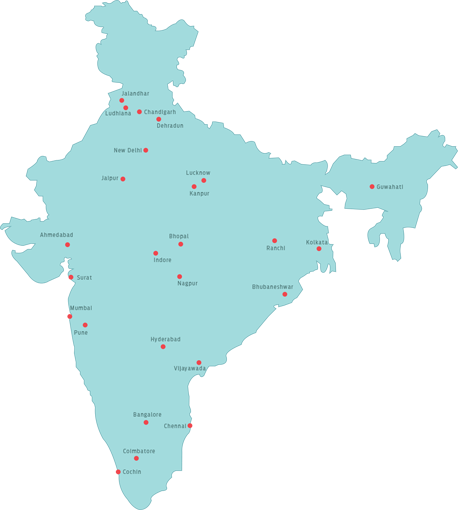 Jalandhar
Ludhiana
Chandigarh
Dehradun
New Delhi
Jaipur
Lucknow
Kanpur
Guwahati
Ahmedabad
Bhopal
Indore
Ranchi
Kolkata
Surat
Nagpur
Bhubaneshwar
Mumbai
Pune
Hyderabad
Vijayawada
Bangalore
Chennai
Coimbatore
Cochin